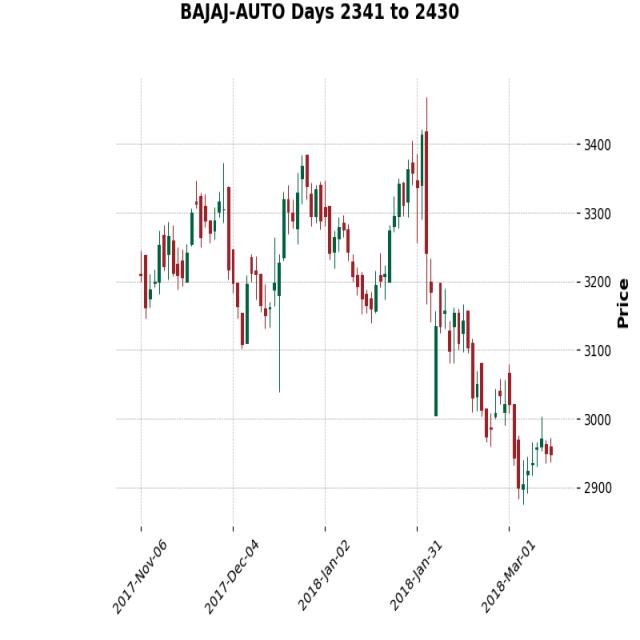 BAJAJ-AUTO Days 2341 to 2430
3400
3300
3200
3100
3000
2900
Price
2017-Nov-06
2017-Dec-04
2018-Jan-02
2018-Jan-31
2018-Mar-01